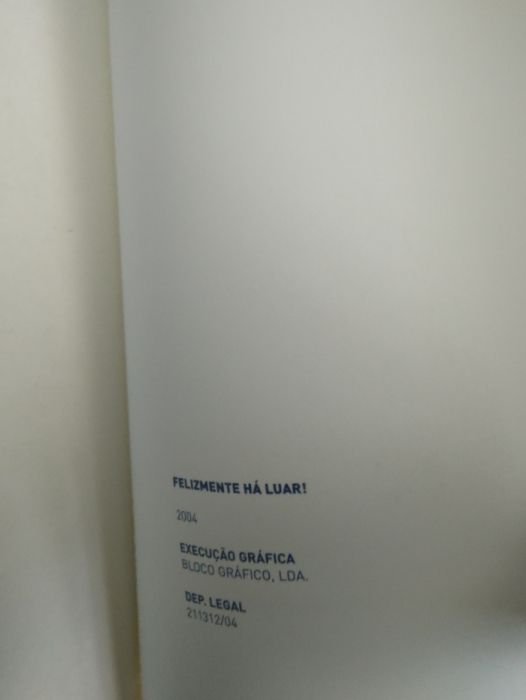 FELIZMENTE HÁ LUAR!
2004
EXECUÇÃO GRÁFICA
BLOCO GRÁFICO, LDA.
DEP. LEGAL
211312/04